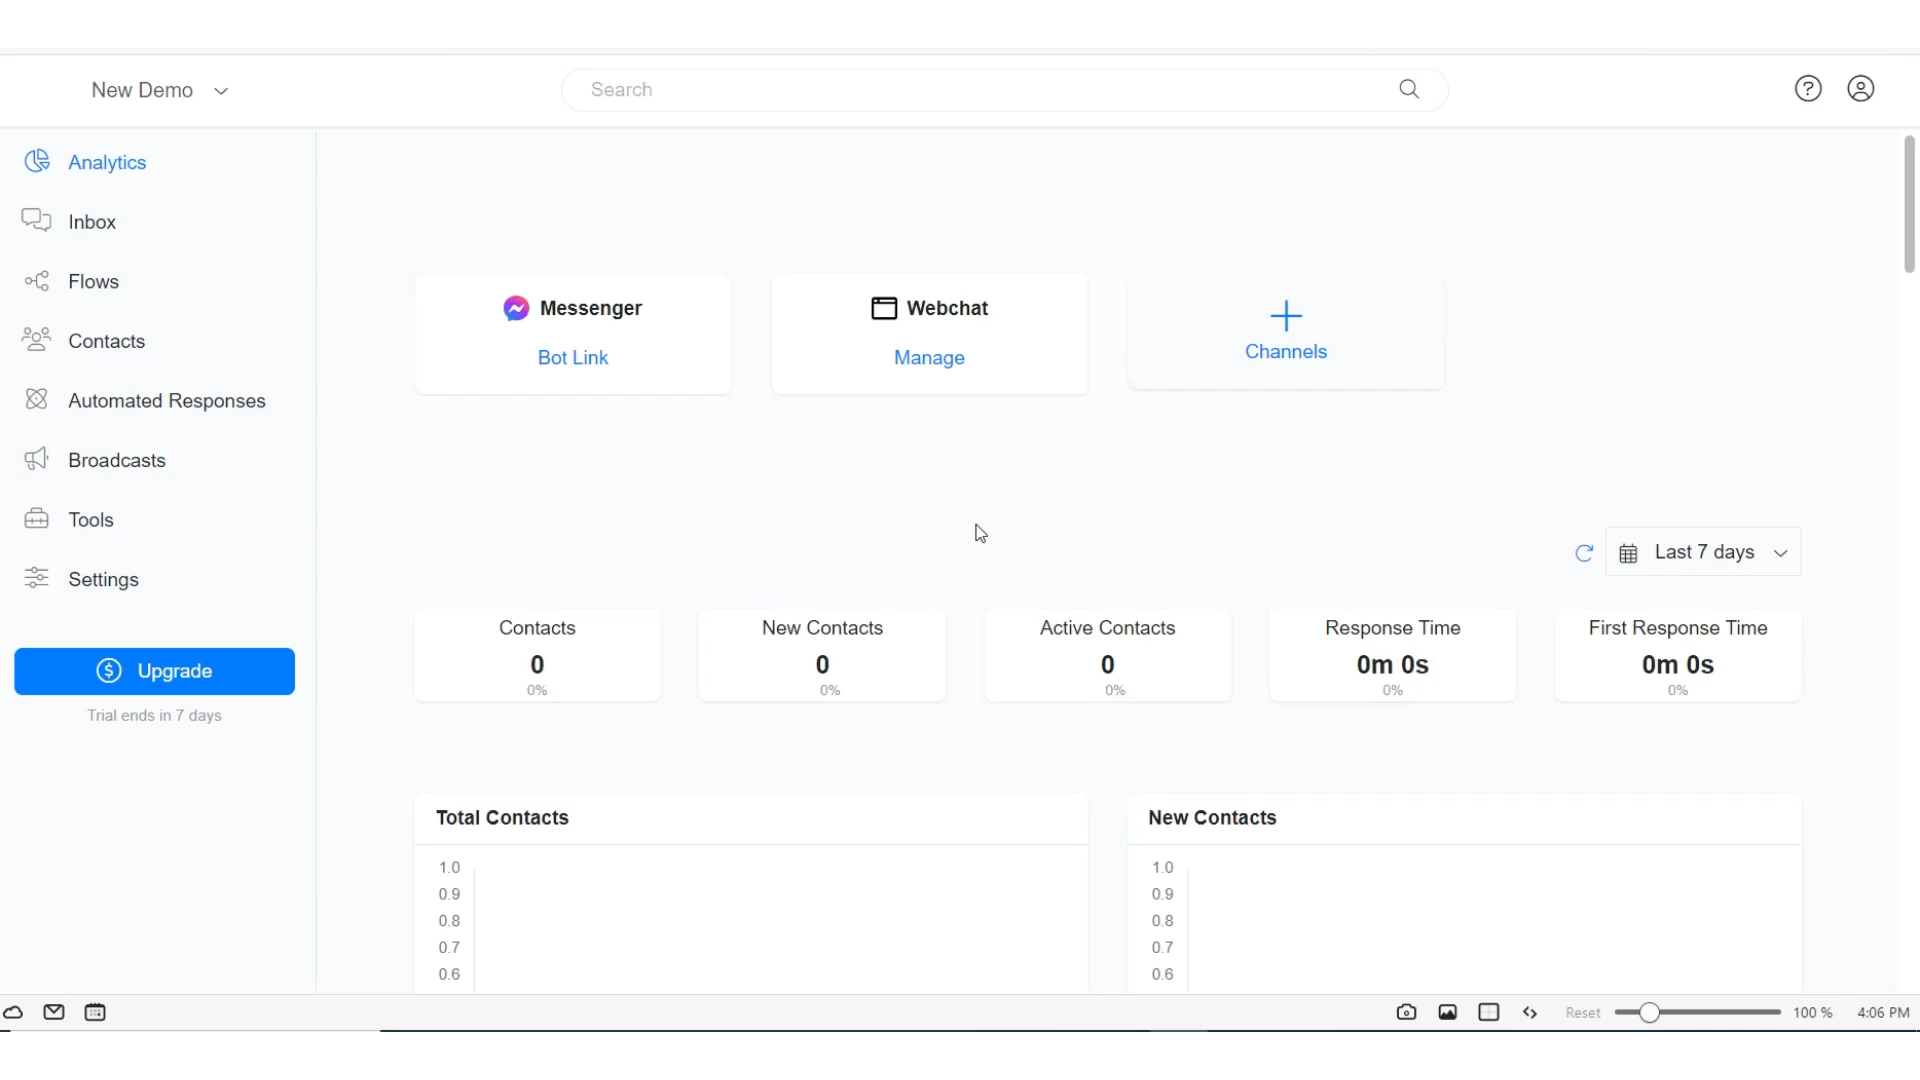 New Demo
Search
Analytics
Inbox
Flows
Contacts
Automated Responses
Broadcasts
Tools
Settings
Upgrade
Trial ends in 7 days
Messenger
Bot Link
Webchat
Manage
Channels
Last 7 days
Contacts
0
0%
New Contacts
0
0%
Active Contacts
0
0%
Response Time
0m 0s
0%
First Response Time
0m 0s
0%
Total Contacts
1.0
0.9
0.8
0.7
0.6
New Contacts
1.0
0.9
0.8
0.7
0.6
Reset
100 %
4:06 PM